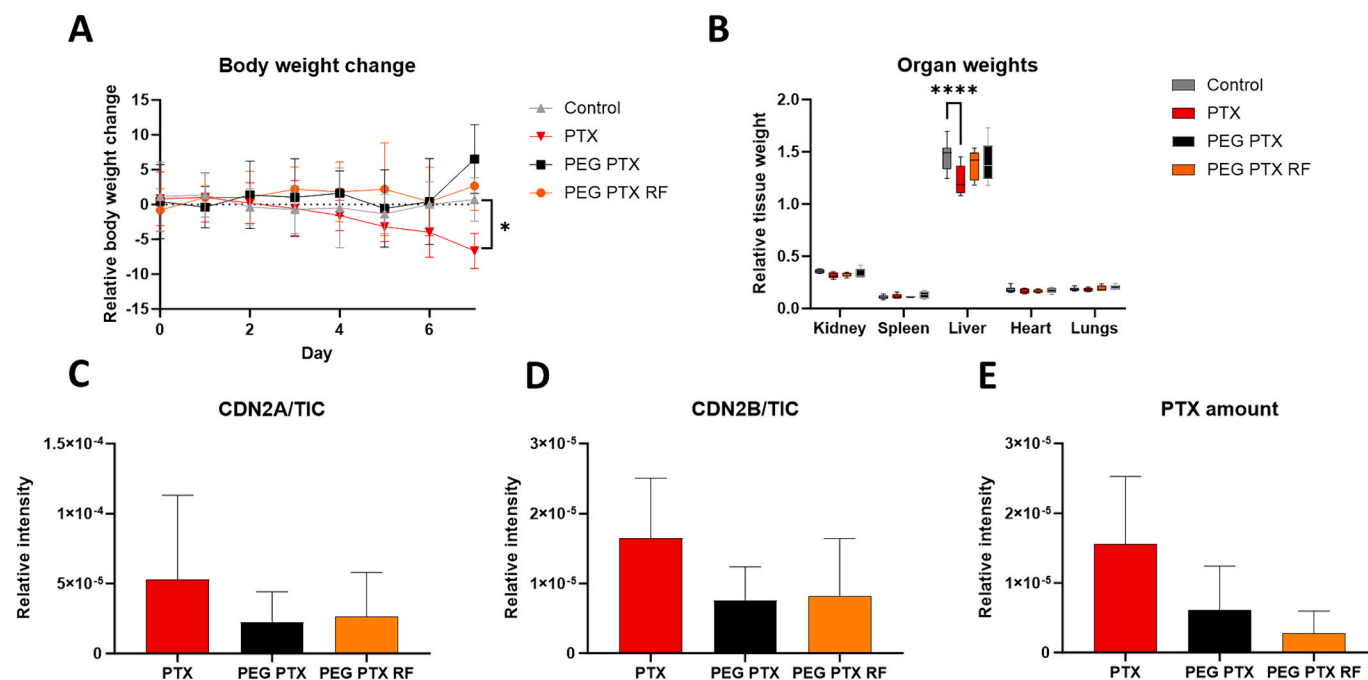 A
Body weight change
Relative body weight change
15
10
5
0
-5
-10
-15
0 2 4 6
Day
*
Control
PTX
PEG PTX
PEG PTX RF
B
Organ weights
Relative tissue weight
2.0
1.5
1.0
0.5
0.0
****
Kidney Spleen Liver Heart Lungs
Control
PTX
PEG PTX
PEG PTX RF
C
CDN2A/TIC
Relative intensity
1.5×10⁻⁴
1×10⁻⁴
5×10⁻⁵
0
PTX PEG PTX PEG PTX RF
D
CDN2B/TIC
Relative intensity
3×10⁻⁵
2×10⁻⁵
1×10⁻⁵
0
PTX PEG PTX PEG PTX RF
E
PTX amount
Relative intensity
3×10⁻⁵
2×10⁻⁵
1×10⁻⁵
0
PTX PEG PTX PEG PTX RF